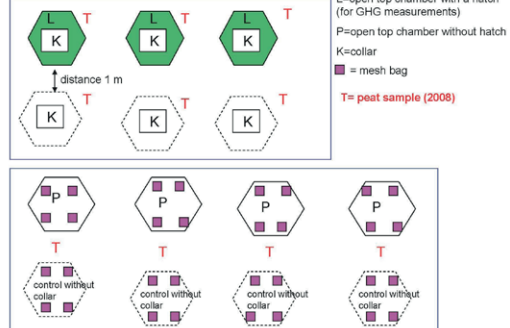 L=open top chamber with a hatch
(for GHG measurements)
P=open top chamber without hatch
K=collar
= mesh bag
T= peat sample (2008)
L T L T L T
K K K
distance 1 m
T T T
K K K
P P P P
T T T T
control without control without control without control without
collar collar collar collar